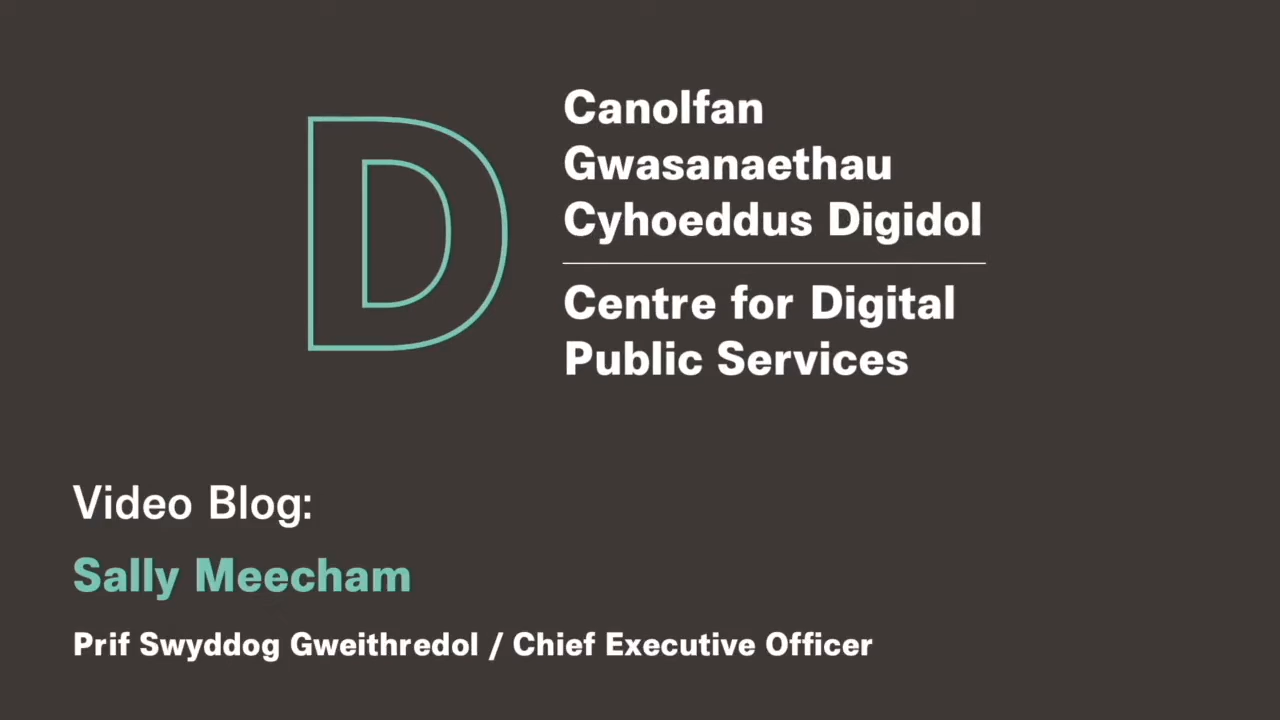 D
Canolfan
Gwasanaethau
Cyhoeddus Digidol
Centre for Digital
Public Services
Video Blog:
Sally Meecham
Prif Swyddog Gweithredol / Chief Executive Officer